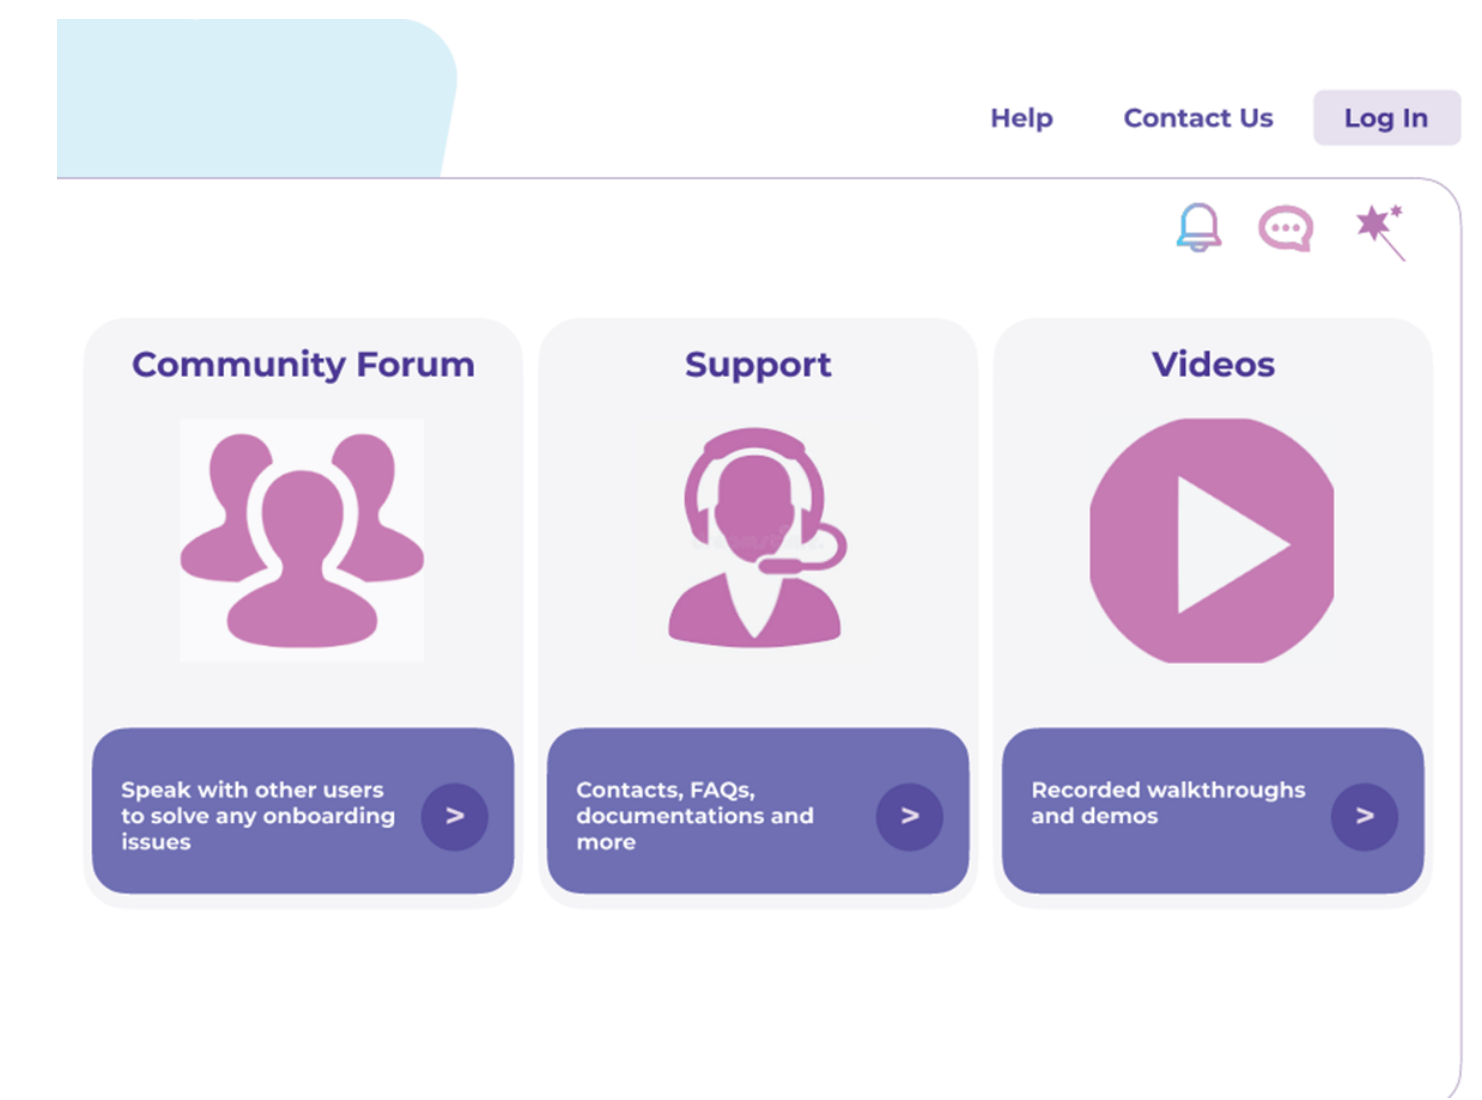 Help Contact Us Log In
Community Forum
Support
Videos
Speak with other users
to solve any onboarding
issues
>
Contacts, FAQs,
documentations and
more
>
Recorded walkthroughs
and demos
>